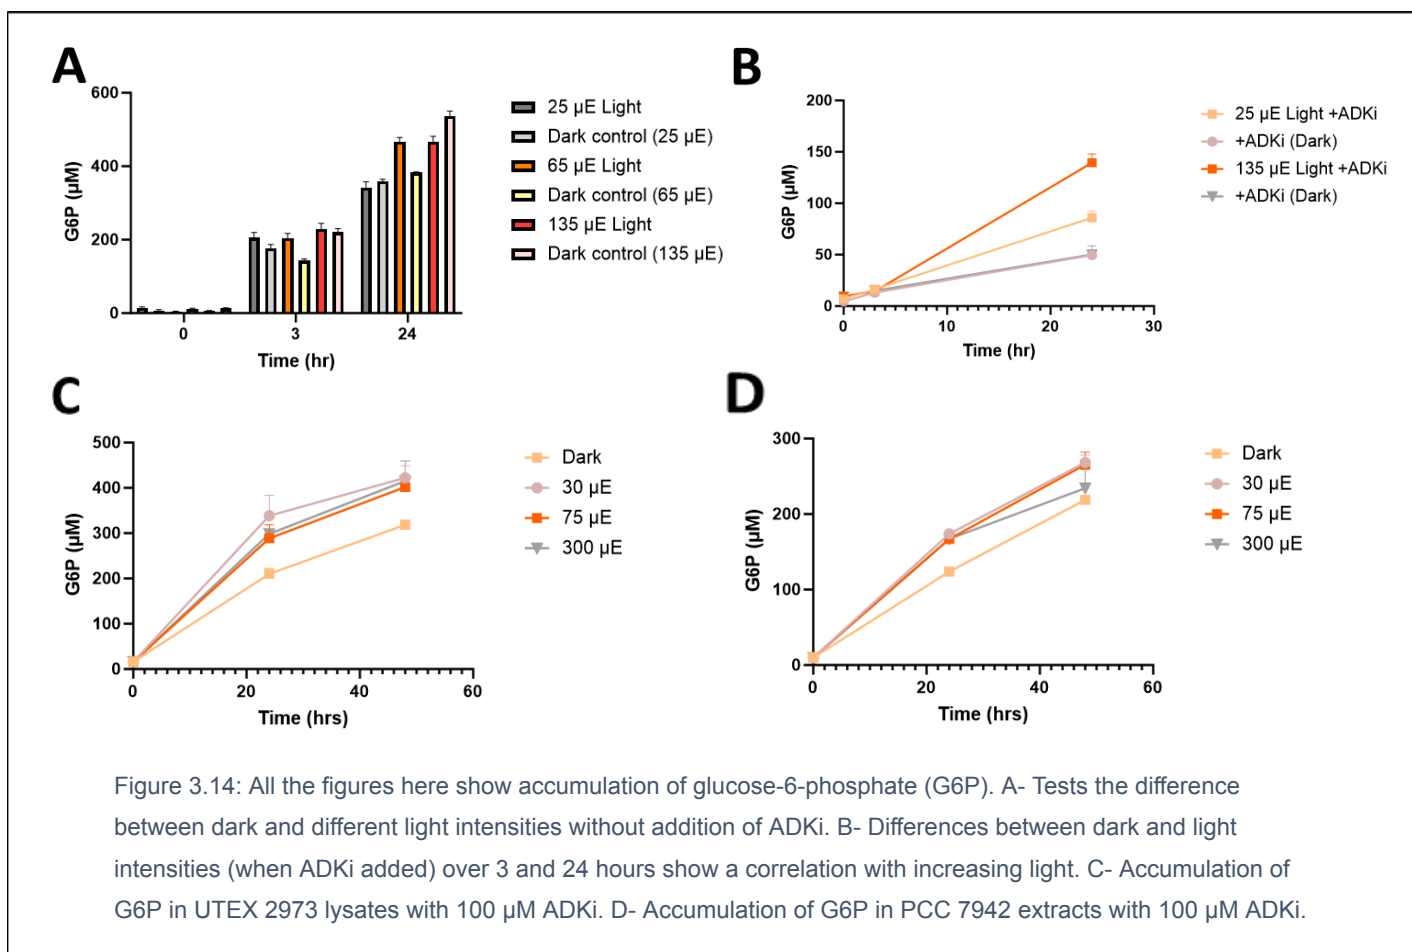 A
600
400
200
0
G6P (µM)
0
3
24
Time (hr)
25 µE Light
Dark control (25 µE)
65 µE Light
Dark control (65 µE)
135 µE Light
Dark control (135 µE)
B
200
150
100
50
0
G6P (µM)
0
10
20
30
Time (hr)
25 µE Light +ADKi
+ADKi (Dark)
135 µE Light +ADKi
+ADKi (Dark)
C
500
400
300
200
100
0
G6P (µM)
0
20
40
60
Time (hrs)
Dark
30 µE
75 µE
300 µE
D
300
200
100
0
G6P (µM)
0
20
40
60
Time (hrs)
Dark
30 µE
75 µE
300 µE
Figure 3.14: All the figures here show accumulation of glucose-6-phosphate (G6P). A- Tests the difference
between dark and different light intensities without addition of ADKi. B- Differences between dark and light
intensities (when ADKi added) over 3 and 24 hours show a correlation with increasing light. C- Accumulation of
G6P in UTEX 2973 lysates with 100 µM ADKi. D- Accumulation of G6P in PCC 7942 extracts with 100 µM ADKi.